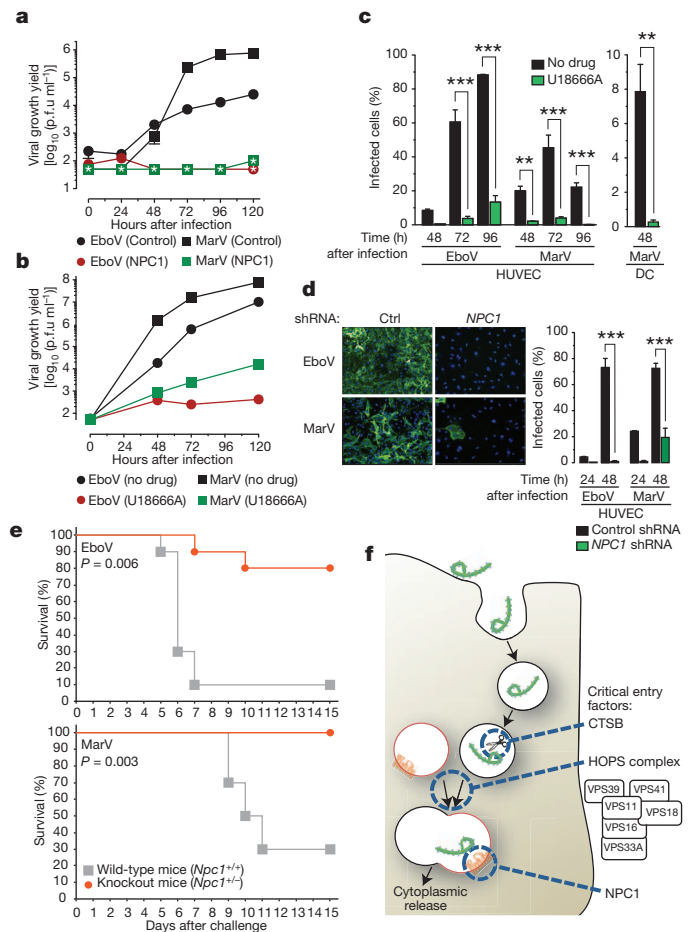 a
Viral growth yield
[log10 (p.f.u ml−1)]
6
5
4
3
2
1
0 24 48 72 96 120
Hours after infection
EboV (Control) MarV (Control)
EboV (NPC1) MarV (NPC1)
b
Viral growth yield
[log10 (p.f.u ml−1)]
8
7
6
5
4
3
2
0 24 48 72 96 120
Hours after infection
EboV (no drug) MarV (no drug)
EboV (U18666A) MarV (U18666A)
c
Infected cells (%)
100
80
60
40
20
0
No drug
U18666A
*** *** ** *** ***
Time (h) 48 72 96 48 72 96
after infection EboV MarV
HUVEC
10
8
6
4
2
0
**
48
MarV
DC
d
shRNA: Ctrl NPC1
EboV
MarV
Infected cells (%)
100
80
60
40
20
0
*** ***
Time (h) 24 48 24 48
after infection EboV MarV
HUVEC
Control shRNA
NPC1 shRNA
e
Survival (%)
100
90
80
70
60
50
40
30
20
10
EboV
P = 0.006
0 1 2 3 4 5 6 7 8 9 10 11 12 13 14 15
Survival (%)
100
90
80
70
60
50
40
30
20
10
MarV
P = 0.003
Wild-type mice (Npc1+/+)
Knockout mice (Npc1+/−)
0 1 2 3 4 5 6 7 8 9 10 11 12 13 14 15
Days after challenge
f
Critical entry
factors:
CTSB
HOPS complex
VPS39 VPS41
VPS11 VPS18
VPS16
VPS33A
NPC1
Cytoplasmic
release